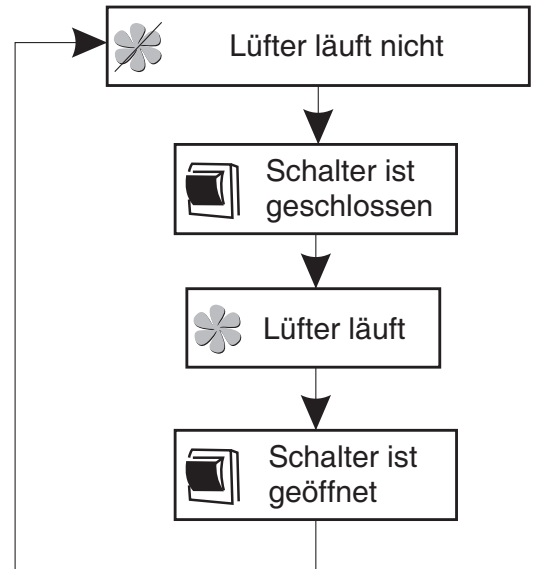 Lüfter läuft nicht
Schalter ist
geschlossen
Lüfter läuft
Schalter ist
geöffnet